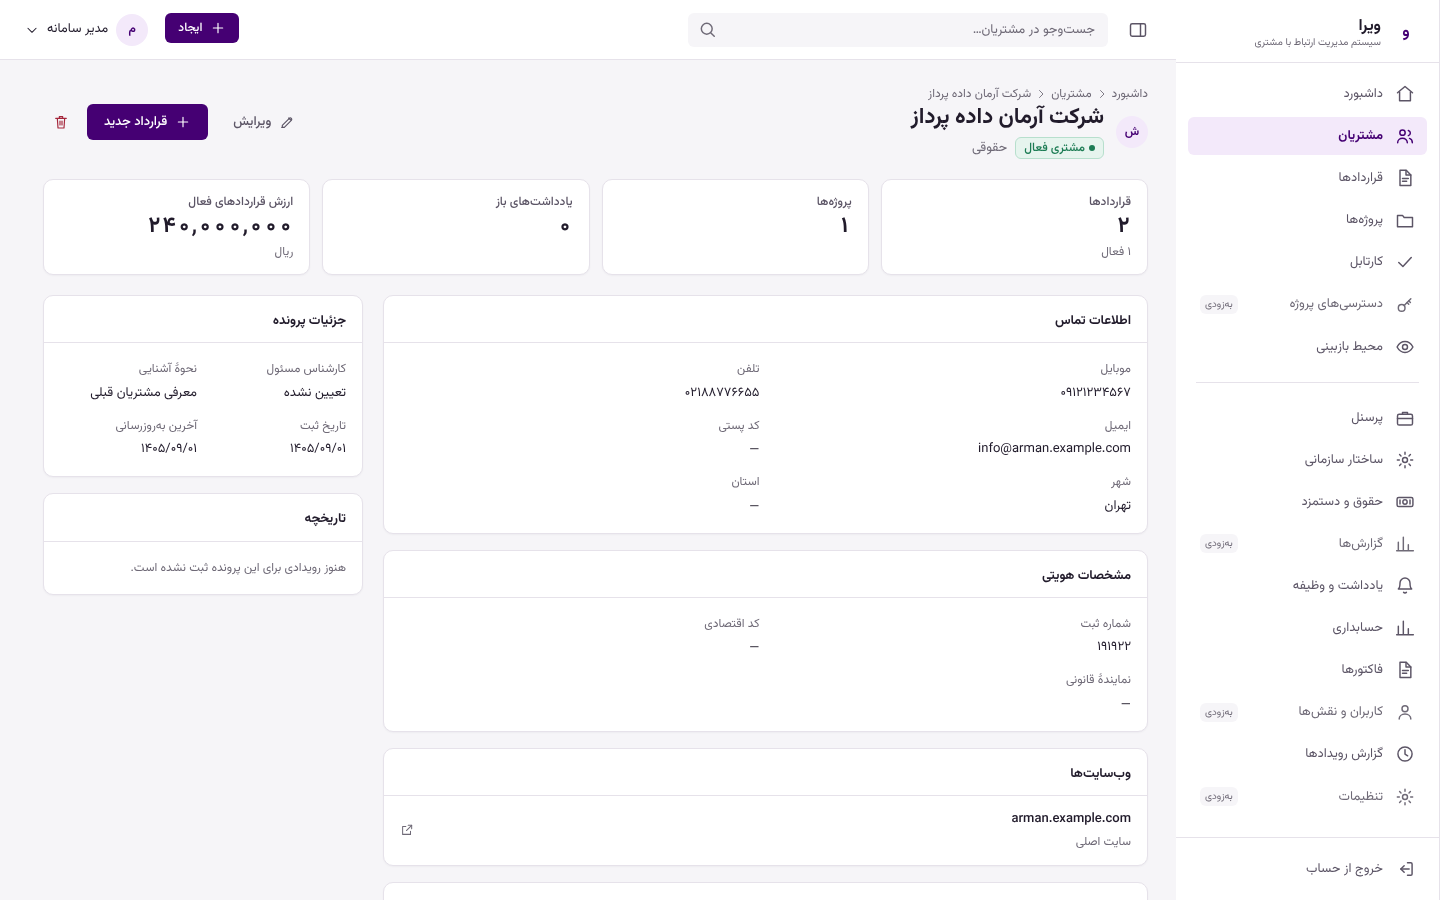 ویرا
سیستم مدیریت ارتباط با مشتری
و
داشبورد
مشتریان
قراردادها
پروژه‌ها
کارتابل
دسترسی‌های پروژه
به‌زودی
محیط بازبینی
پرسنل
ساختار سازمانی
حقوق و دستمزد
گزارش‌ها
به‌زودی
یادداشت و وظیفه
حسابداری
فاکتورها
کاربران و نقش‌ها
به‌زودی
گزارش رویدادها
تنظیمات
به‌زودی
خروج از حساب
جست‌وجو در مشتریان...
ایجاد
م
مدیر سامانه
داشبورد
مشتریان
شرکت آرمان داده پرداز
ش
شرکت آرمان داده پرداز
مشتری فعال
حقوقی
ویرایش
قرارداد جدید
قراردادها
۲
۱ فعال
پروژه‌ها
۱
یادداشت‌های باز
۰
ارزش قراردادهای فعال
۲۴۰,۰۰۰,۰۰۰
ریال
اطلاعات تماس
موبایل
۰۹۱۲۱۲۳۴۵۶۷
تلفن
۰۲۱۸۸۷۷۶۶۵۵
ایمیل
info@arman.example.com
کد پستی
—
شهر
تهران
استان
—
مشخصات هویتی
شماره ثبت
۱۹۱۹۲۲
کد اقتصادی
—
نمایندهٔ قانونی
—
وب‌سایت‌ها
arman.example.com
سایت اصلی
جزئیات پرونده
کارشناس مسئول
تعیین نشده
نحوهٔ آشنایی
معرفی مشتریان قبلی
تاریخ ثبت
۱۴۰۵/۰۹/۰۱
آخرین به‌روزرسانی
۱۴۰۵/۰۹/۰۱
تاریخچه
هنوز رویدادی برای این پرونده ثبت نشده است.